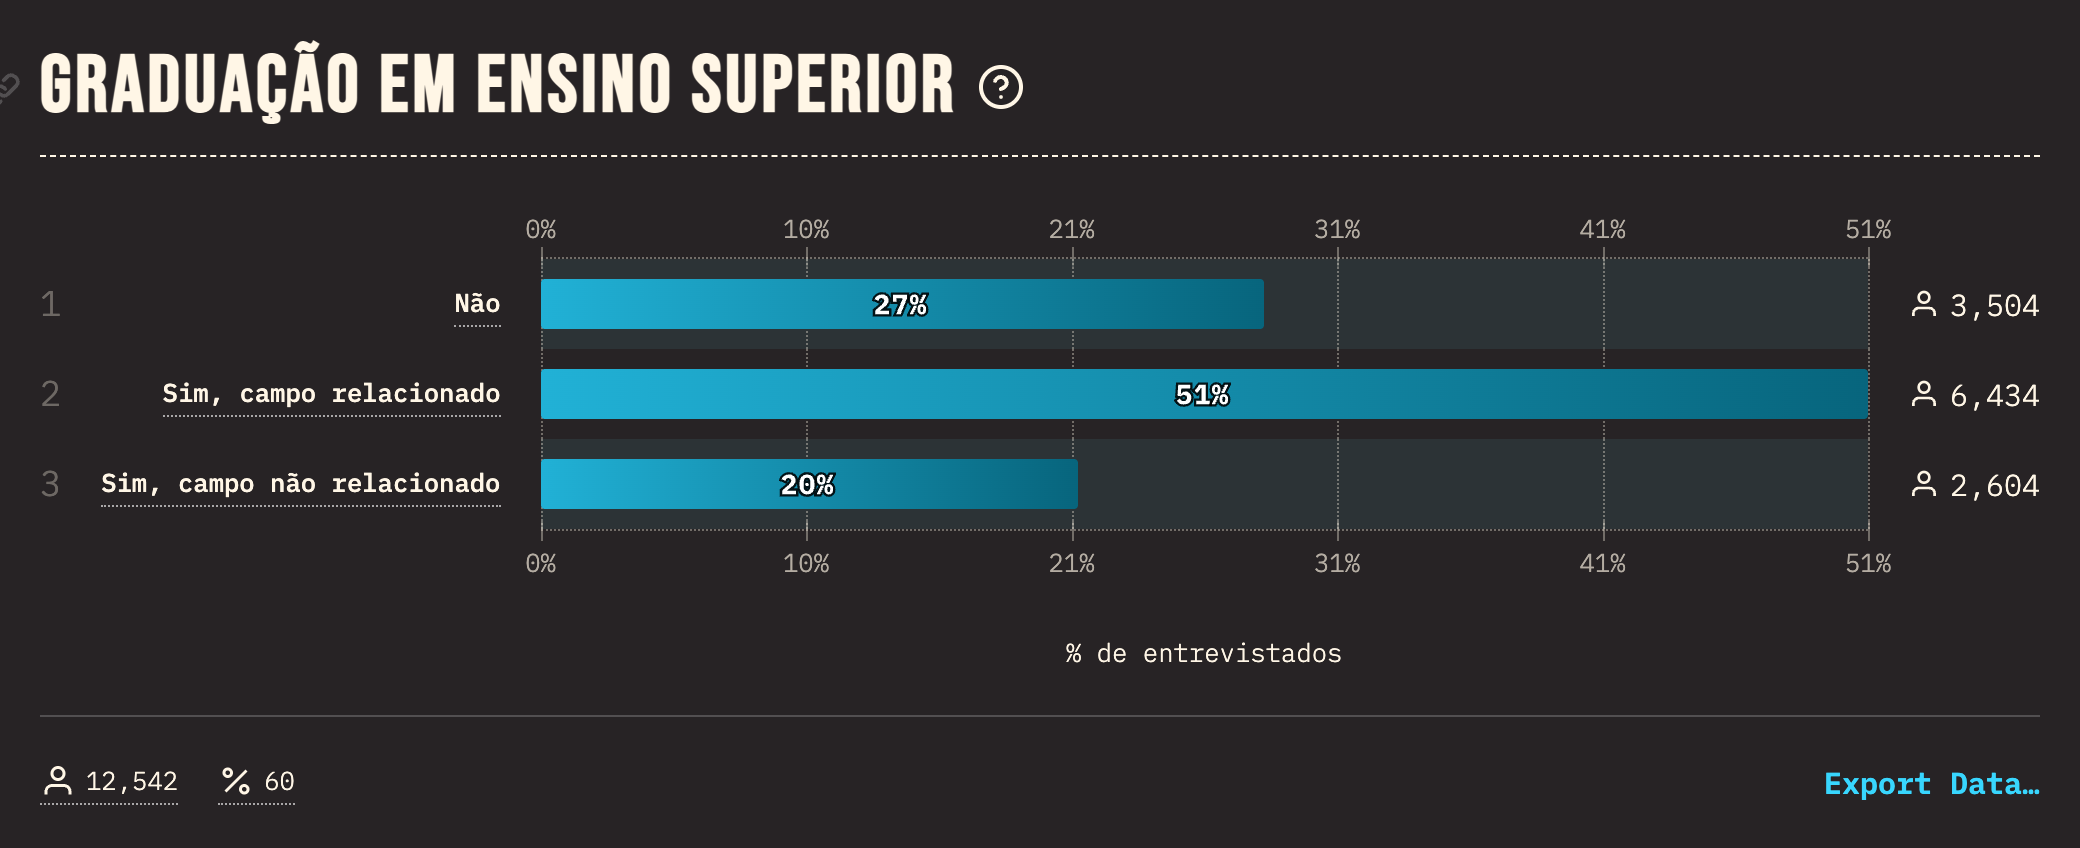 GRADUAÇÃO EM ENSINO SUPERIOR
0% 10% 21% 31% 41% 51%
1 Não 27% 3,504
2 Sim, campo relacionado 51% 6,434
3 Sim, campo não relacionado 20% 2,604
0% 10% 21% 31% 41% 51%
% de entrevistados
12,542 % 60 Export Data…